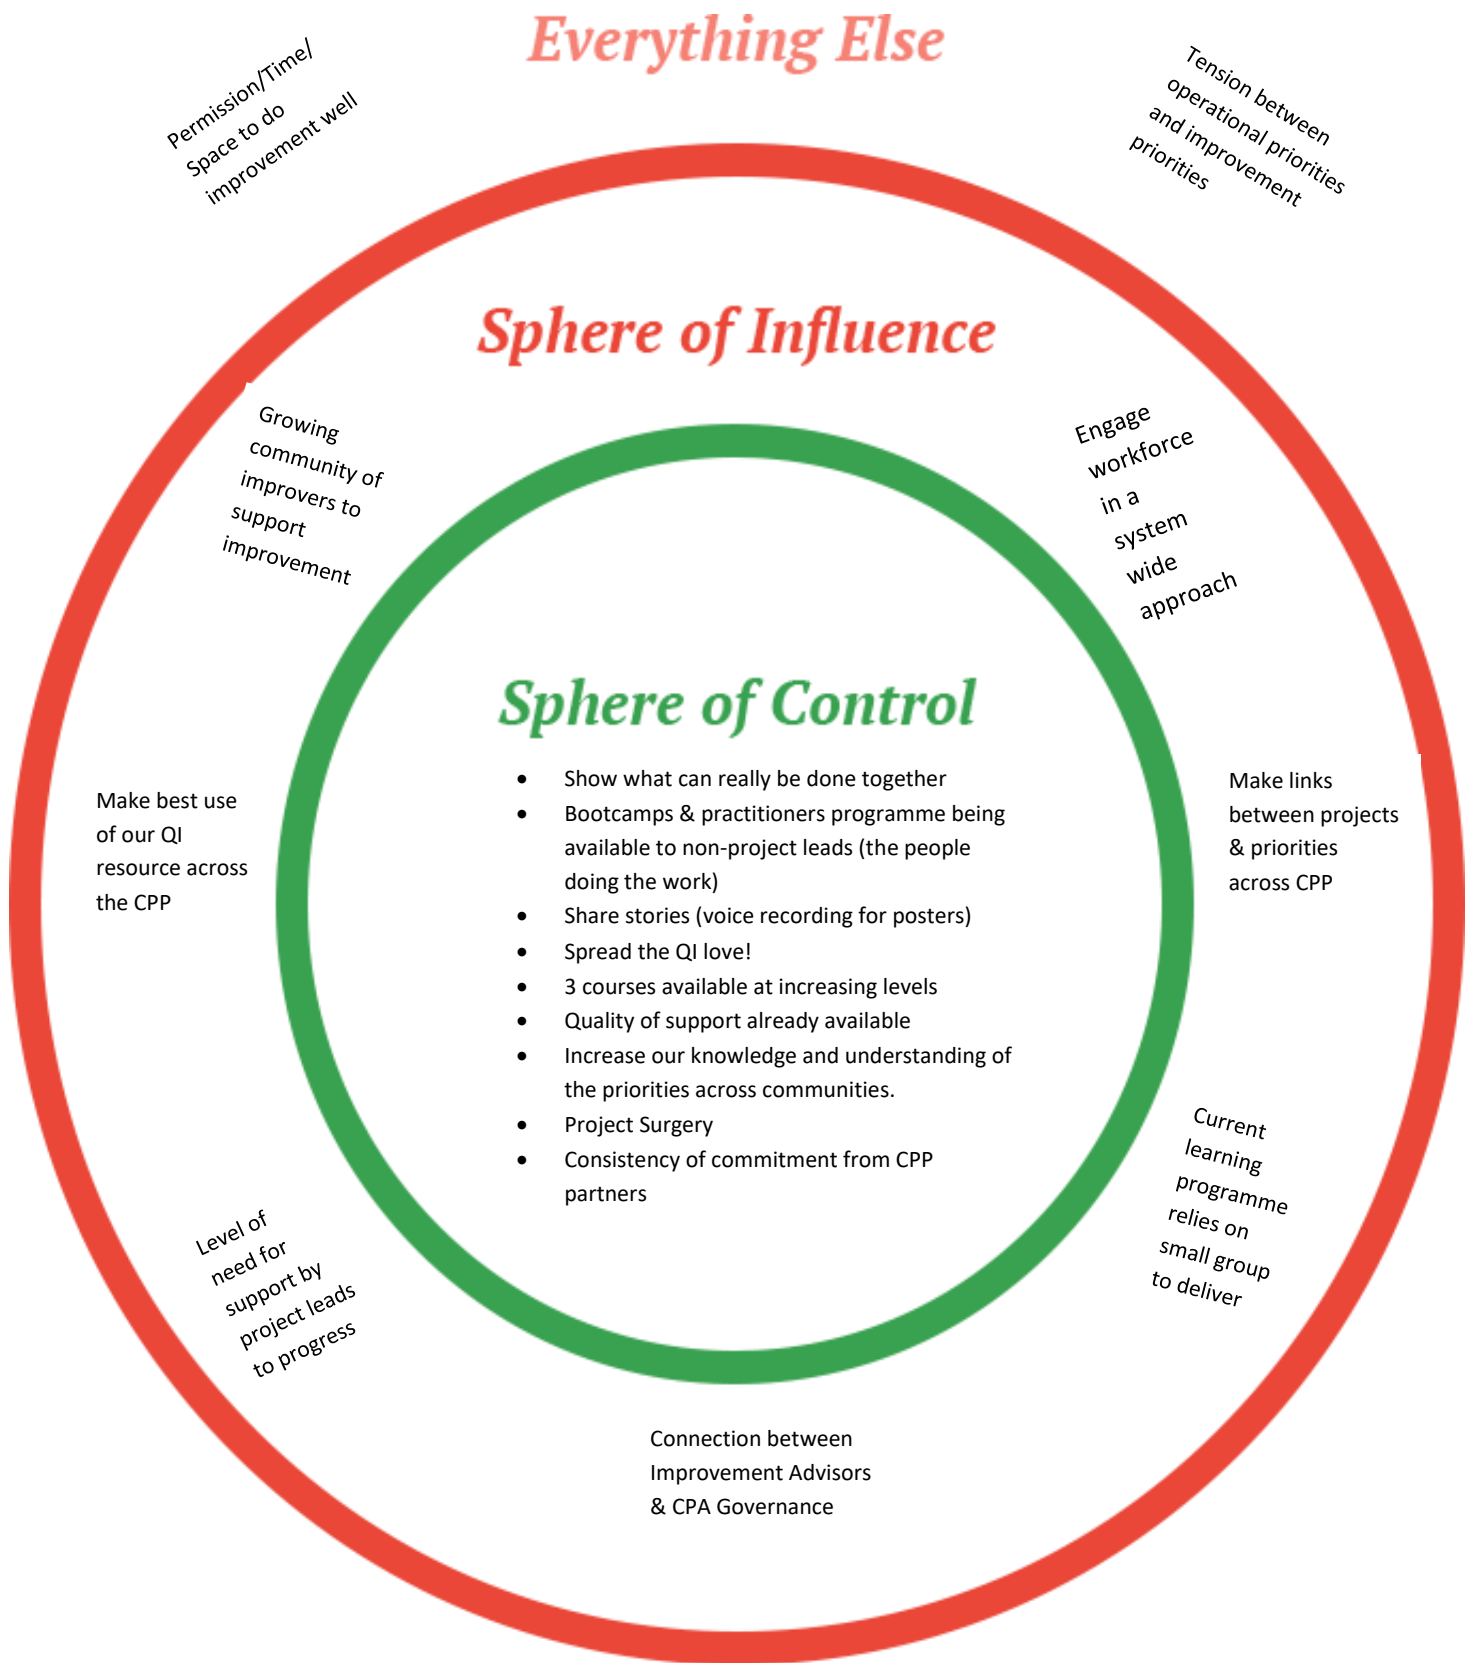 Everything Else
Permission/Time/
Space to do
improvement well
Tension between
operational priorities
and improvement
priorities
Sphere of Influence
Growing
community of
improvers to
support
improvement
Engage
workforce
in a
system
wide
approach
Make best use
of our QI
resource across
the CPP
Make links
between projects
& priorities
across CPP
Sphere of Control
• Show what can really be done together
• Bootcamps & practitioners programme being
available to non-project leads (the people
doing the work)
• Share stories (voice recording for posters)
• Spread the QI love!
• 3 courses available at increasing levels
• Quality of support already available
• Increase our knowledge and understanding of
the priorities across communities.
• Project Surgery
• Consistency of commitment from CPP
partners
Level of
need for
support by
project leads
to progress
Current
learning
programme
relies on
small group
to deliver
Connection between
Improvement Advisors
& CPA Governance